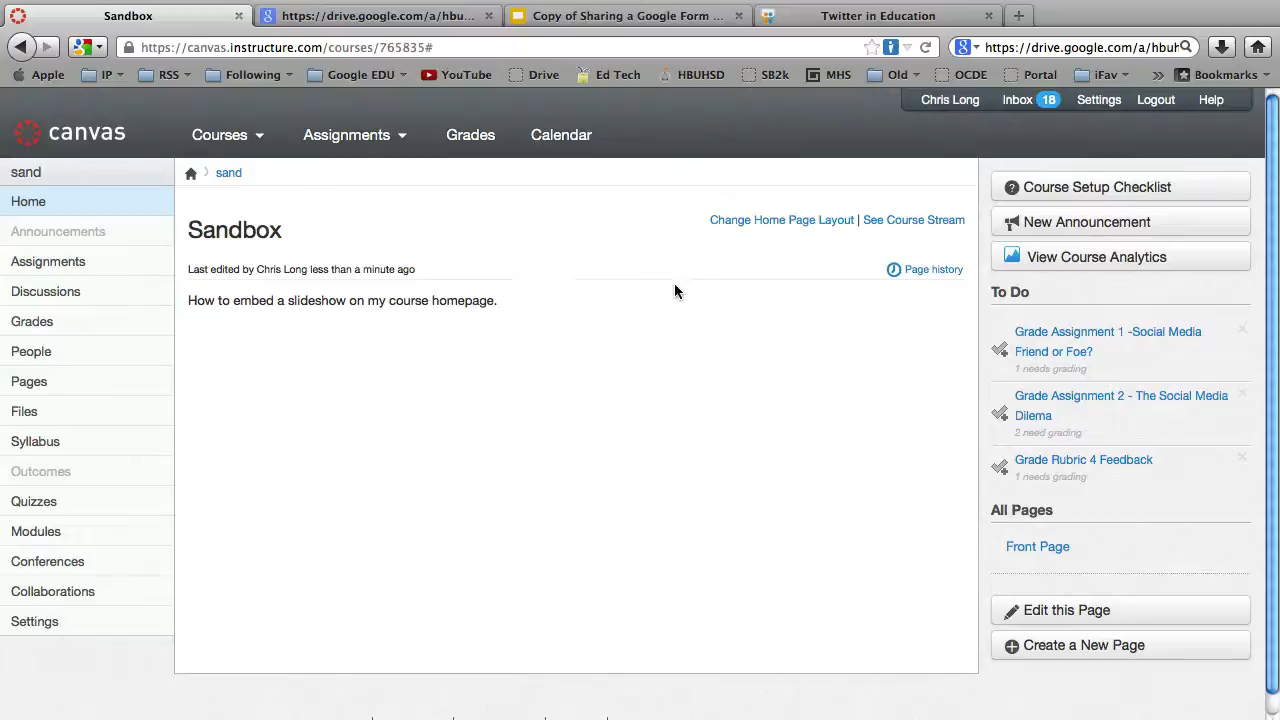 Sandbox
https://drive.google.com/a/hbu...
Copy of Sharing a Google Form ...
Twitter in Education
https://canvas.instructure.com/courses/765835#
https://drive.google.com/a/hbuh
Apple
IP
RSS
Following
Google EDU
YouTube
Drive
Ed Tech
HBUHSD
SB2k
MHS
Old
OCDE
Portal
iFav
Bookmarks
Chris Long
Inbox 18
Settings
Logout
Help
canvas
Courses
Assignments
Grades
Calendar
sand
Home
Announcements
Assignments
Discussions
Grades
People
Pages
Files
Syllabus
Outcomes
Quizzes
Modules
Conferences
Collaborations
Settings
sand
Change Home Page Layout | See Course Stream
Sandbox
Last edited by Chris Long less than a minute ago
Page history
How to embed a slideshow on my course homepage.
Course Setup Checklist
New Announcement
View Course Analytics
To Do
Grade Assignment 1 -Social Media
Friend or Foe?
1 needs grading
Grade Assignment 2 - The Social Media
Dilema
2 need grading
Grade Rubric 4 Feedback
1 needs grading
All Pages
Front Page
Edit this Page
Create a New Page